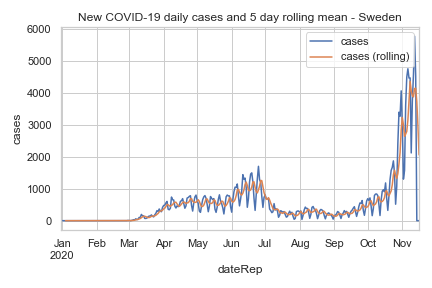 New COVID-19 daily cases and 5 day rolling mean - Sweden
cases
cases (rolling)
6000
5000
4000
3000
2000
1000
0
cases
Jan Feb Mar Apr May Jun Jul Aug Sep Oct Nov
2020
dateRep